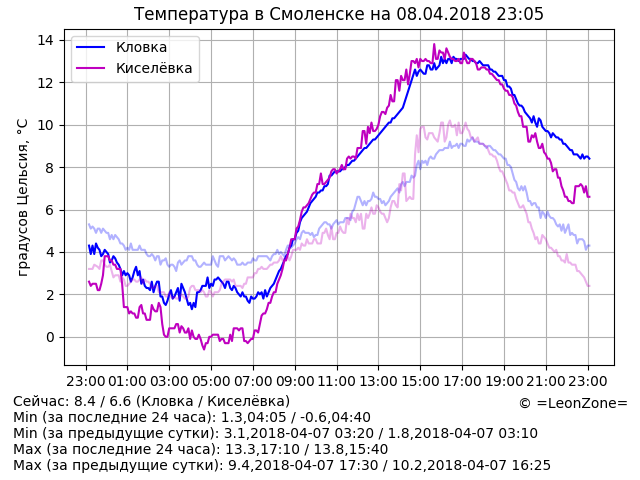 Температура в Смоленске на 08.04.2018 23:05
Кловка
Киселёвка
градусов Цельсия, °C
14
12
10
8
6
4
2
0
23:00 01:00 03:00 05:00 07:00 09:00 11:00 13:00 15:00 17:00 19:00 21:00 23:00
Сейчас: 8.4 / 6.6 (Кловка / Киселёвка)
© =LeonZone=
Min (за последние 24 часа): 1.3,04:05 / -0.6,04:40
Min (за предыдущие сутки): 3.1,2018-04-07 03:20 / 1.8,2018-04-07 03:10
Max (за последние 24 часа): 13.3,17:10 / 13.8,15:40
Max (за предыдущие сутки): 9.4,2018-04-07 17:30 / 10.2,2018-04-07 16:25